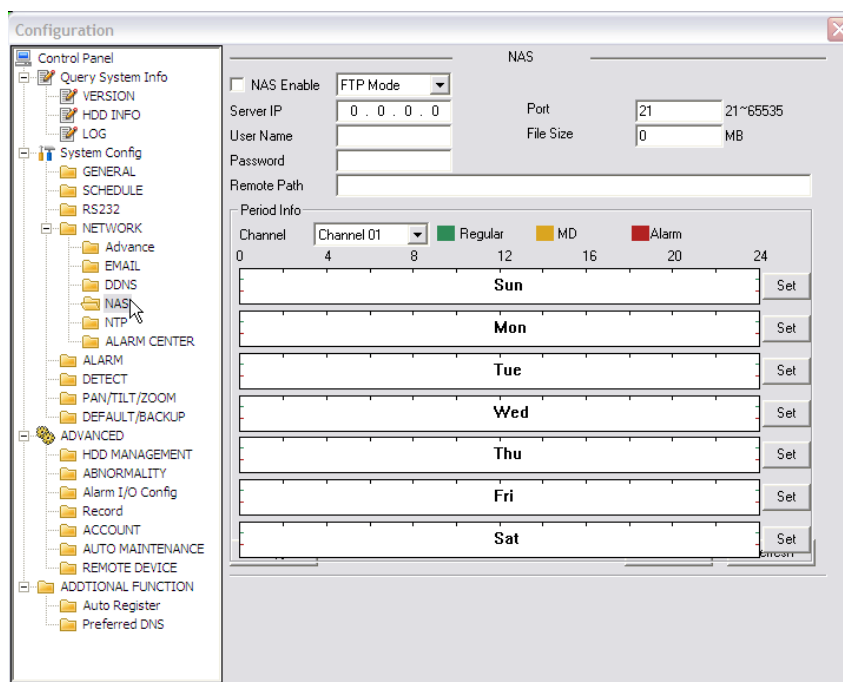 Configuration
Control Panel
Query System Info
VERSION
HDD INFO
LOG
System Config
GENERAL
SCHEDULE
RS232
NETWORK
Advance
EMAIL
DDNS
NAS
NTP
ALARM CENTER
ALARM
DETECT
PAN/TILT/ZOOM
DEFAULT/BACKUP
ADVANCED
HDD MANAGEMENT
ABNORMALITY
Alarm I/O Config
Record
ACCOUNT
AUTO MAINTENANCE
REMOTE DEVICE
ADDTIONAL FUNCTION
Auto Register
Preferred DNS
NAS
NAS Enable FTP Mode
Server IP 0 . 0 . 0 . 0 Port 21 21~65535
User Name File Size 0 MB
Password
Remote Path
Period Info
Channel Channel 01 Regular MD Alarm
0 4 8 12 16 20 24
Sun Set
Mon Set
Tue Set
Wed Set
Thu Set
Fri Set
Sat Set